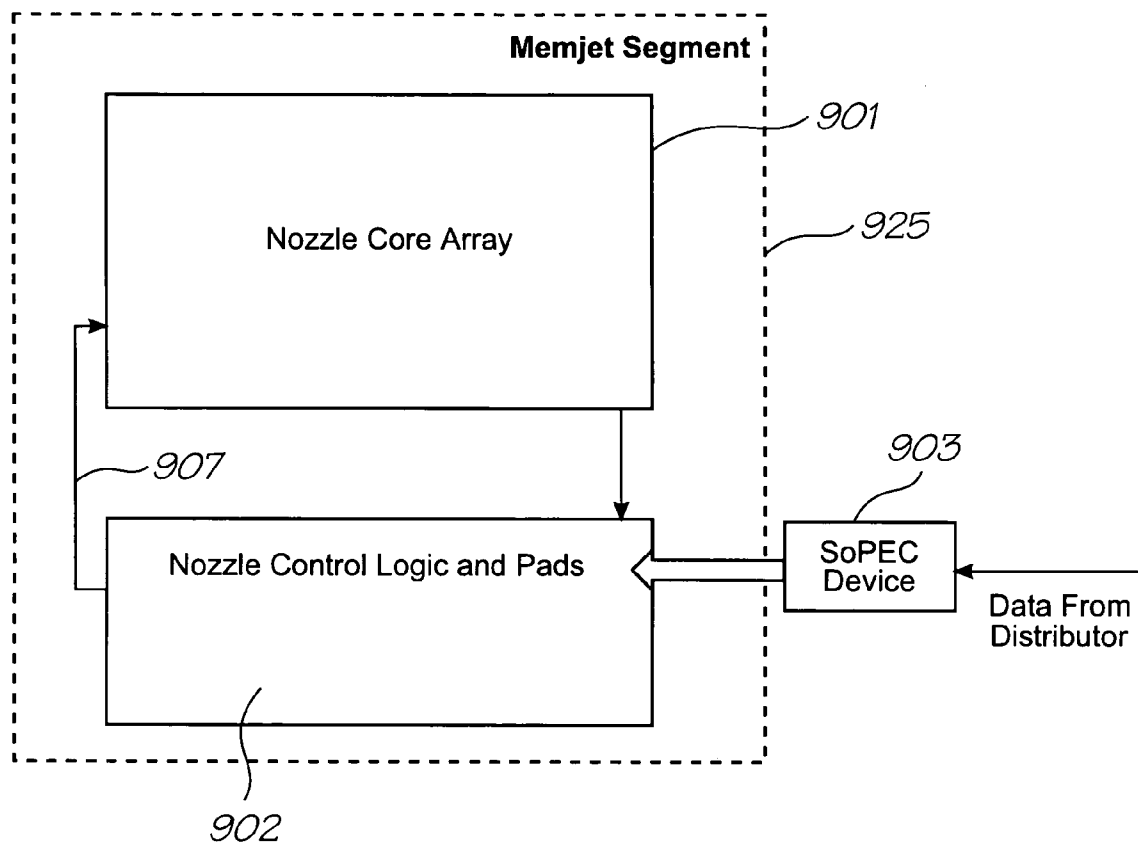 Memjet Segment
901
Nozzle Core Array
925
907
903
Nozzle Control Logic and Pads
SoPEC
Device
Data From
Distributor
902